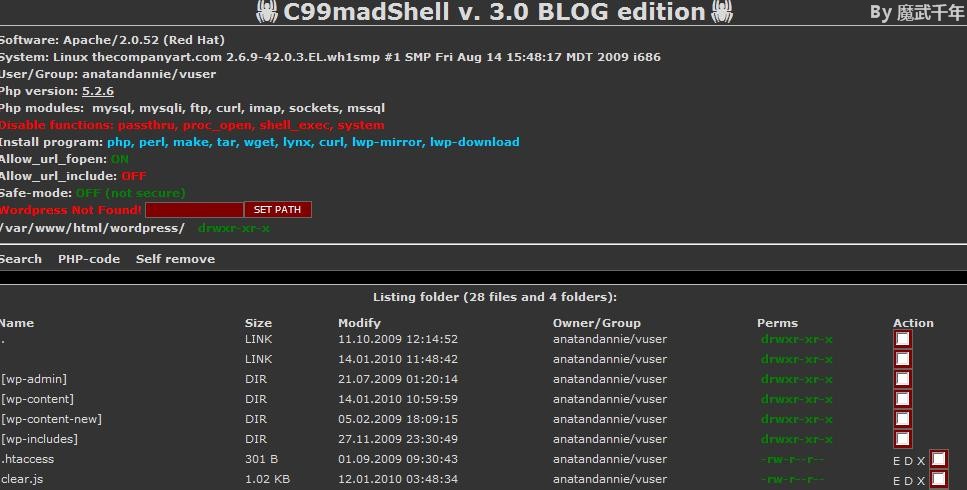 C99madShell v. 3.0 BLOG edition
By 魔武千年
Software: Apache/2.0.52 (Red Hat)
System: Linux thecompanyart.com 2.6.9-42.0.3.EL.wh1smp #1 SMP Fri Aug 14 15:48:17 MDT 2009 i686
User/Group: anatandannie/vuser
Php version: 5.2.6
Php modules: mysql, mysqli, ftp, curl, imap, sockets, mssql
Disable functions: passthru, proc_open, shell_exec, system
Install program: php, perl, make, tar, wget, lynx, curl, lwp-mirror, lwp-download
Allow_url_fopen: ON
Allow_url_include: OFF
Safe-mode: OFF (not secure)
Wordpress Not Found! SET PATH
/var/www/html/wordpress/ drwxr-xr-x
Search PHP-code Self remove
Listing folder (28 files and 4 folders):
Name Size Modify Owner/Group Perms Action
. LINK 11.10.2009 12:14:52 anatandannie/vuser drwxr-xr-x
LINK 14.01.2010 11:48:42 anatandannie/vuser drwxr-xr-x
[wp-admin] DIR 21.07.2009 01:20:14 anatandannie/vuser drwxr-xr-x
[wp-content] DIR 14.01.2010 10:59:59 anatandannie/vuser drwxr-xr-x
[wp-content-new] DIR 05.02.2009 18:09:15 anatandannie/vuser drwxr-xr-x
[wp-includes] DIR 27.11.2009 23:30:49 anatandannie/vuser drwxr-xr-x
.htaccess 301 B 01.09.2009 09:30:43 anatandannie/vuser -rw-r--r-- E D X
clear.js 1.02 KB 12.01.2010 03:48:34 anatandannie/vuser -rw-r--r-- E D X